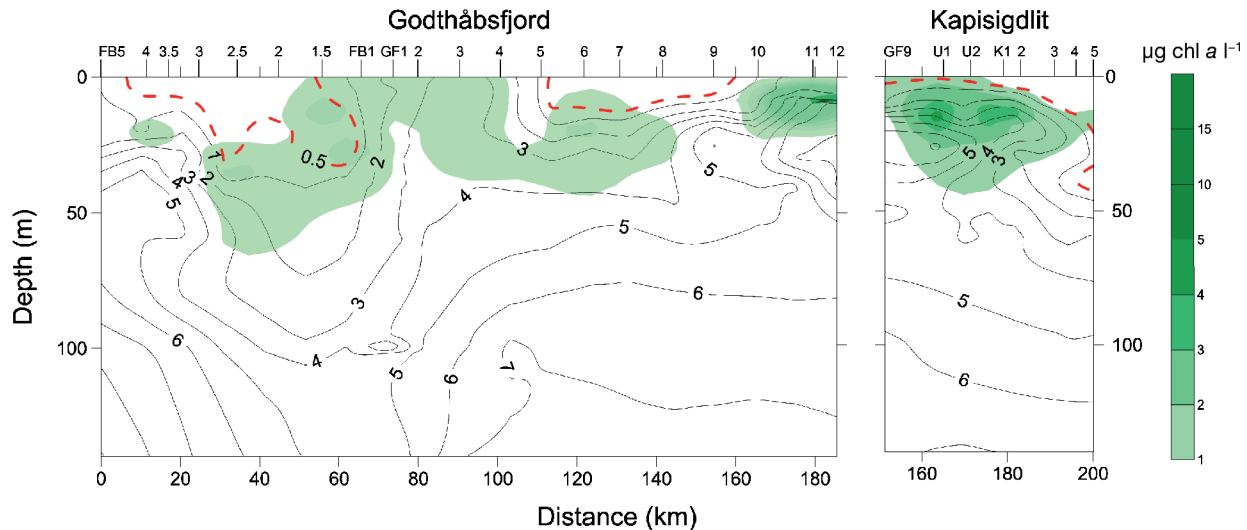 Godthåbsfjord
Kapisigdlit
µg chl a l⁻¹
FB5 4 3.5 3 2.5 2 1.5 FB1 GF1 2 3 4 5 6 7 8 9 10 11 12
GF9 U1 U2 K1 2 3 4 5
0
50
100
Depth (m)
1 2 3 4 5 6
0.5
2 3 4 5 6 7
3 4 5 6
5 4 3
5
6
0
50
100
15
10
5
4
3
2
1
0 20 40 60 80 100 120 140 160 180
160 180 200
Distance (km)